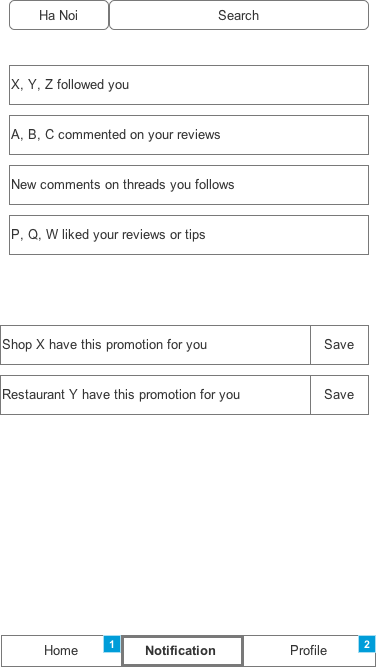 Ha Noi Search
X, Y, Z followed you
A, B, C commented on your reviews
New comments on threads you follows
P, Q, W liked your reviews or tips
Shop X have this promotion for you Save
Restaurant Y have this promotion for you Save
Home 1 Notification Profile 2